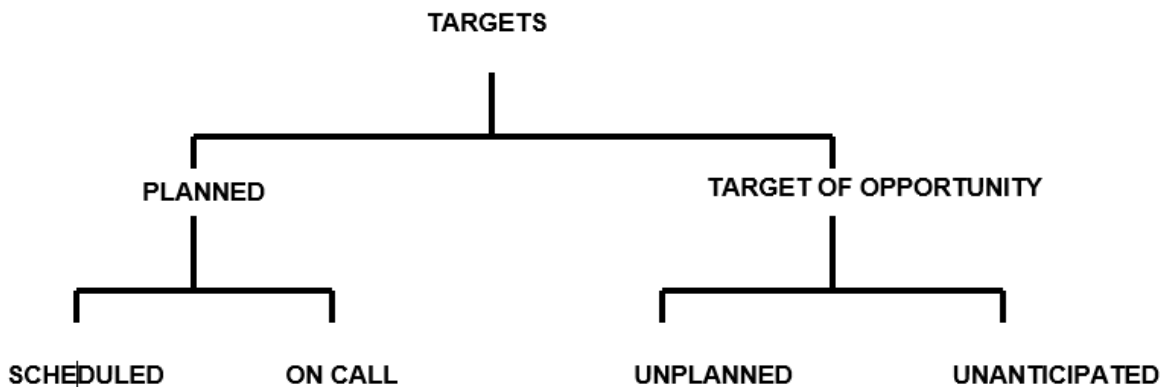 TARGETS
PLANNED
TARGET OF OPPORTUNITY
SCHEDULED
ON CALL
UNPLANNED
UNANTICIPATED